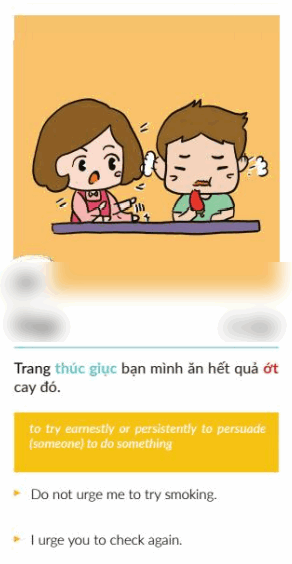 Trang thúc giục bạn mình ăn hết quả ớt
cay đó.
to try earnestly or persistently to persuade
(someone) to do something
Do not urge me to try smoking.
I urge you to check again.